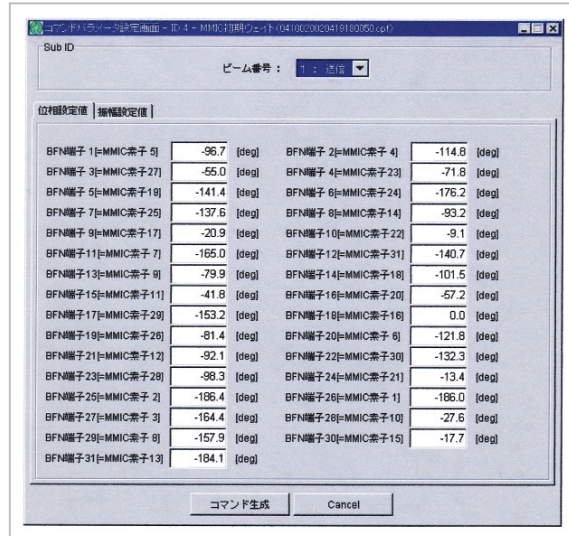 コマンドパラメータ設定画面 - ID 4 - MMIC初期ウェイト(0410020020419180050.cpf)
Sub ID
ビーム番号 : 1 : 送信
位相設定値 振幅設定値
BFN端子 1[=MMIC素子 5] -96.7 [deg] BFN端子 2[=MMIC素子 4] -114.8 [deg]
BFN端子 3[=MMIC素子27] -55.0 [deg] BFN端子 4[=MMIC素子23] -71.8 [deg]
BFN端子 5[=MMIC素子19] -141.4 [deg] BFN端子 6[=MMIC素子24] -176.2 [deg]
BFN端子 7[=MMIC素子25] -137.6 [deg] BFN端子 8[=MMIC素子14] -93.2 [deg]
BFN端子 9[=MMIC素子17] -20.9 [deg] BFN端子10[=MMIC素子22] -9.1 [deg]
BFN端子11[=MMIC素子 7] -165.0 [deg] BFN端子12[=MMIC素子31] -140.7 [deg]
BFN端子13[=MMIC素子 9] -79.9 [deg] BFN端子14[=MMIC素子18] -101.5 [deg]
BFN端子15[=MMIC素子11] -41.8 [deg] BFN端子16[=MMIC素子20] -57.2 [deg]
BFN端子17[=MMIC素子29] -153.2 [deg] BFN端子18[=MMIC素子16] 0.0 [deg]
BFN端子19[=MMIC素子26] -81.4 [deg] BFN端子20[=MMIC素子 6] -121.8 [deg]
BFN端子21[=MMIC素子12] -92.1 [deg] BFN端子22[=MMIC素子30] -132.3 [deg]
BFN端子23[=MMIC素子28] -98.3 [deg] BFN端子24[=MMIC素子21] -13.4 [deg]
BFN端子25[=MMIC素子 2] -186.4 [deg] BFN端子26[=MMIC素子 1] -186.0 [deg]
BFN端子27[=MMIC素子 3] -164.4 [deg] BFN端子28[=MMIC素子10] -27.6 [deg]
BFN端子29[=MMIC素子 8] -157.9 [deg] BFN端子30[=MMIC素子15] -17.7 [deg]
BFN端子31[=MMIC素子13] -184.1 [deg]
コマンド生成 Cancel